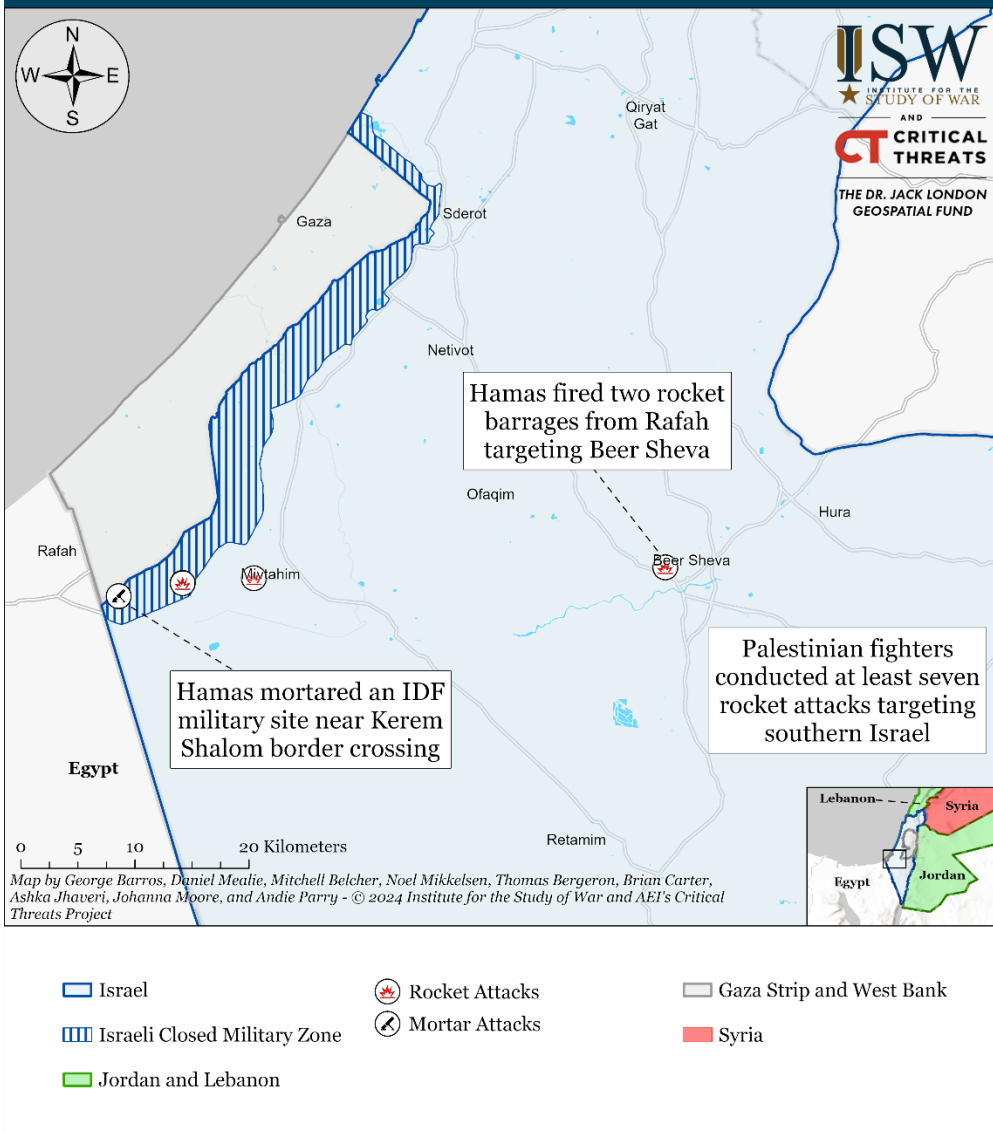 N
W
E
S
ISW
INSTITUTE FOR THE
STUDY OF WAR
AND
CT CRITICAL
THREATS
THE DR. JACK LONDON
GEOSPATIAL FUND
Qiryat
Gat
Gaza
Sderot
Netivot
Hamas fired two rocket
barrages from Rafah
targeting Beer Sheva
Ofaqim
Hura
Rafah
Mivtahim
Beer Sheva
Hamas mortared an IDF
military site near Kerem
Shalom border crossing
Palestinian fighters
conducted at least seven
rocket attacks targeting
southern Israel
Egypt
Retamim
0 5 10 20 Kilometers
Map by George Barros, Daniel Mealie, Mitchell Belcher, Noel Mikkelsen, Thomas Bergeron, Brian Carter,
Ashka Jhaveri, Johanna Moore, and Andie Parry - © 2024 Institute for the Study of War and AEI's Critical
Threats Project
Lebanon
Syria
Egypt
Jordan
Israel
Israeli Closed Military Zone
Jordan and Lebanon
Rocket Attacks
Mortar Attacks
Gaza Strip and West Bank
Syria